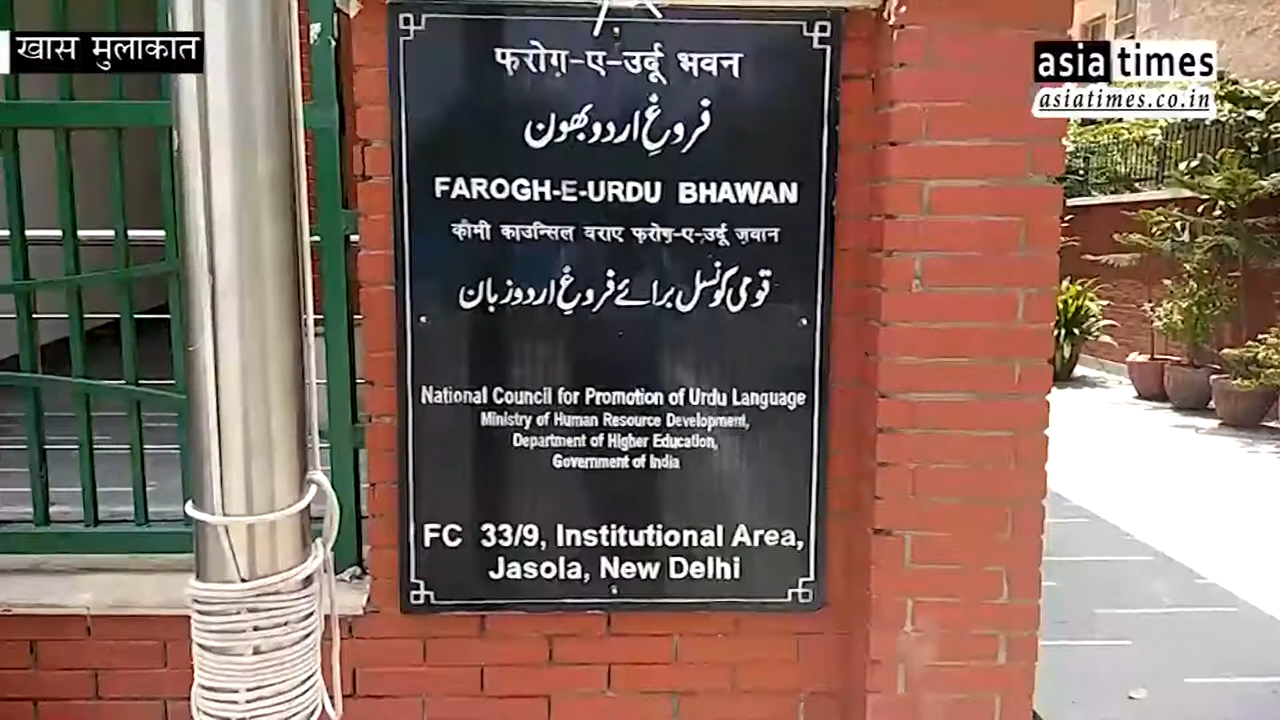 खास मुलाकात
asia times
asiatimes.co.in
फ़रोग़-ए-उर्दू भवन
فروغِ اردو بھون
FAROGH-E-URDU BHAWAN
क़ौमी काउन्सिल बराए फ़रोग़-ए-उर्दू ज़बान
قومی کونسل برائے فروغِ اردو زبان
National Council for Promotion of Urdu Language
Ministry of Human Resource Development,
Department of Higher Education,
Government of India
FC 33/9, Institutional Area,
Jasola, New Delhi